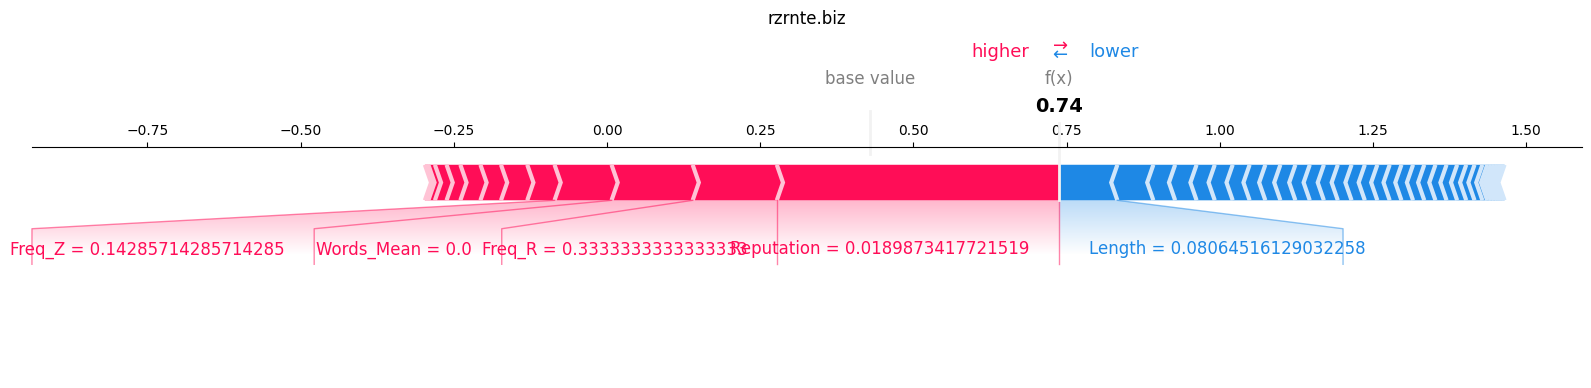 rzrnte.biz
higher ⇄ lower
base value f(x)
0.74
−0.75 −0.50 −0.25 0.00 0.25 0.50 0.75 1.00 1.25 1.50
Freq_Z = 0.14285714285714285 Words_Mean = 0.0 Freq_R = 0.3333333333333333 Reputation = 0.0189873417721519 Length = 0.08064516129032258